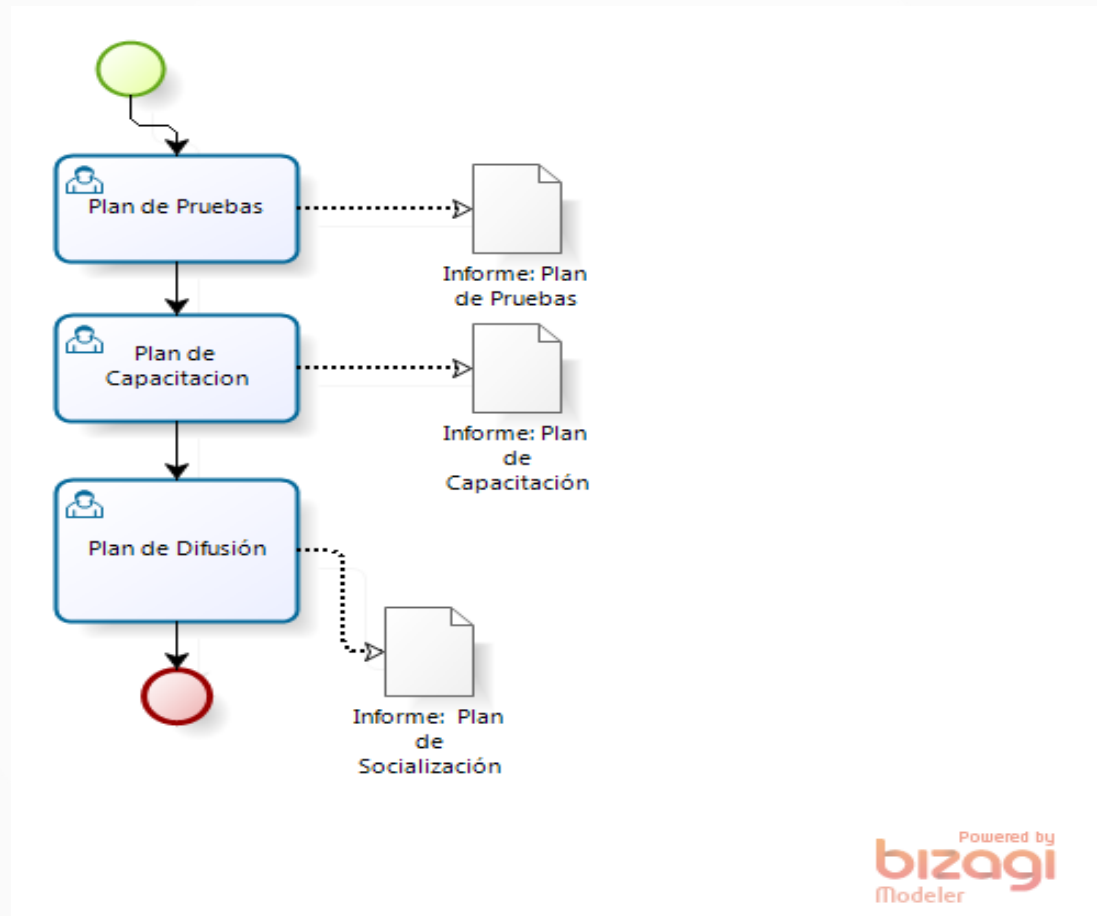 Plan de Pruebas
Informe: Plan
de Pruebas
Plan de
Capacitacion
Informe: Plan
de
Capacitación
Plan de Difusión
Informe: Plan
de
Socialización
Powered by
bizagi
Modeler